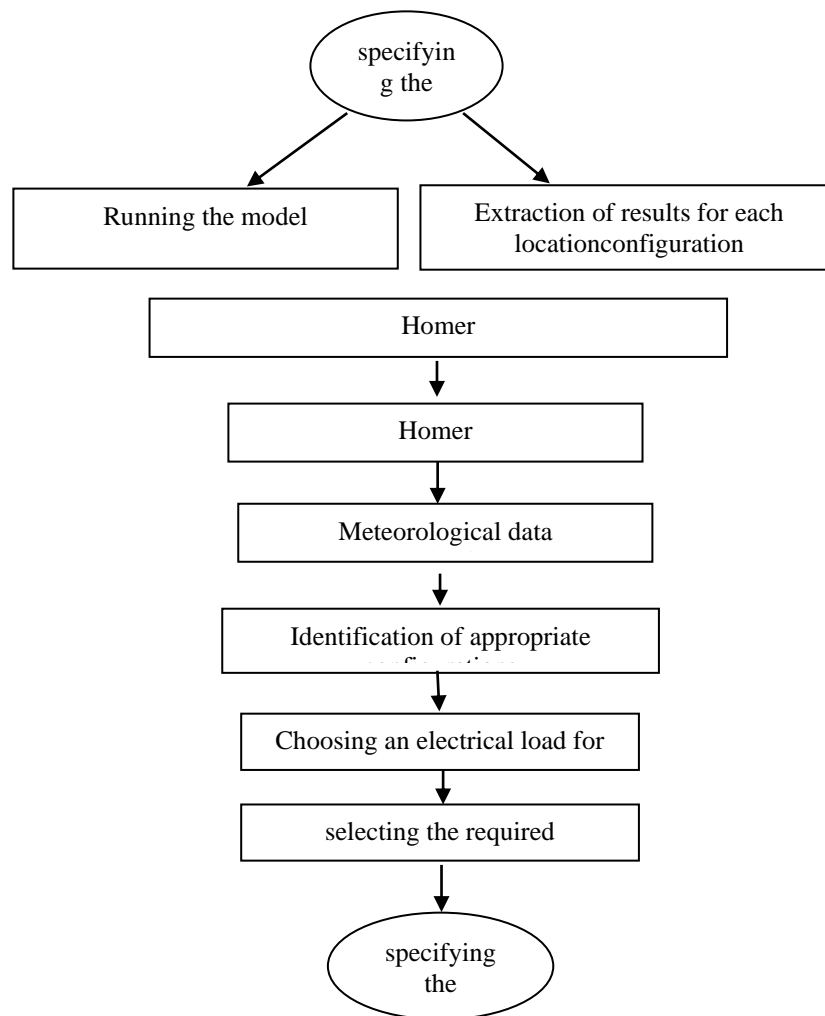 specifyin
g the
Running the model
Extraction of results for each
locationconfiguration
Homer
Homer
Meteorological data
Identification of appropriate
Choosing an electrical load for
selecting the required
specifying
the